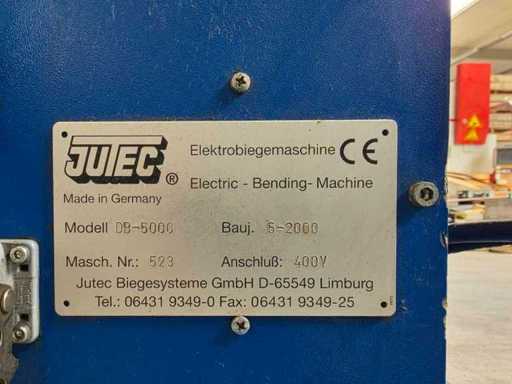 JUTEC ®
Elektrobiegemaschine CE
Electric - Bending- Machine
Made in Germany
Modell DB-5000 Bauj. 6-2000
Masch. Nr.: 523 Anschluß: 400V
Jutec Biegesysteme GmbH D-65549 Limburg
Tel.: 06431 9349-0 Fax: 06431 9349-25